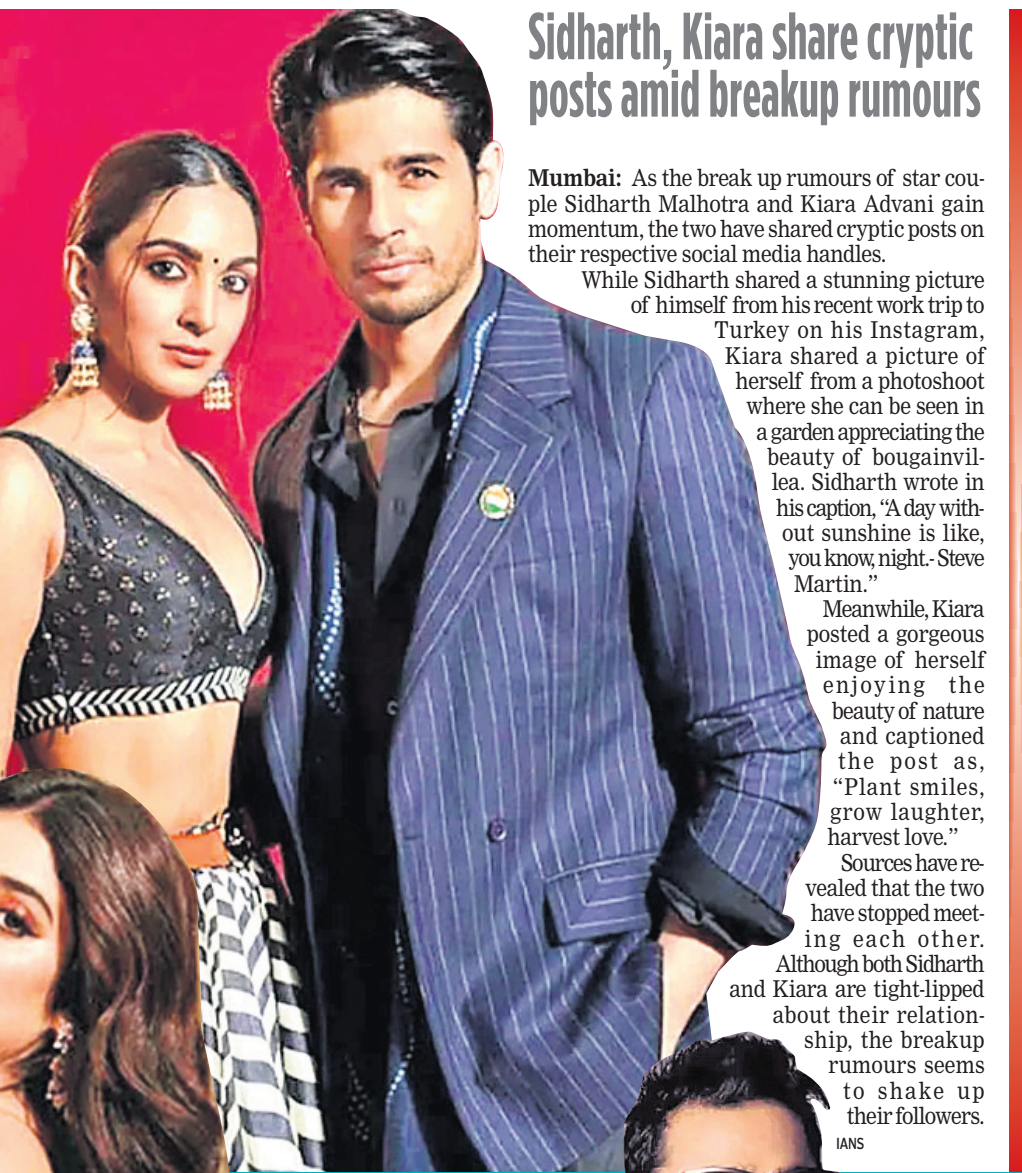 Sidharth, Kiara share cryptic
posts amid breakup rumours
Mumbai: As the break up rumours of star cou-
ple Sidharth Malhotra and Kiara Advani gain
momentum, the two have shared cryptic posts on
their respective social media handles.
While Sidharth shared a stunning picture
of himself from his recent work trip to
Turkey on his Instagram,
Kiara shared a picture of
herself from a photoshoot
where she can be seen in
a garden appreciating the
beauty of bougainvil-
lea. Sidharth wrote in
his caption, “A day with-
out sunshine is like,
you know, night.- Steve
Martin.”
Meanwhile, Kiara
posted a gorgeous
image of herself
enjoying the
beauty of nature
and captioned
the post as,
“Plant smiles,
grow laughter,
harvest love.”
Sources have re-
vealed that the two
have stopped meet-
ing each other.
Although both Sidharth
and Kiara are tight-lipped
about their relation-
ship, the breakup
rumours seems
to shake up
their followers.
IANS